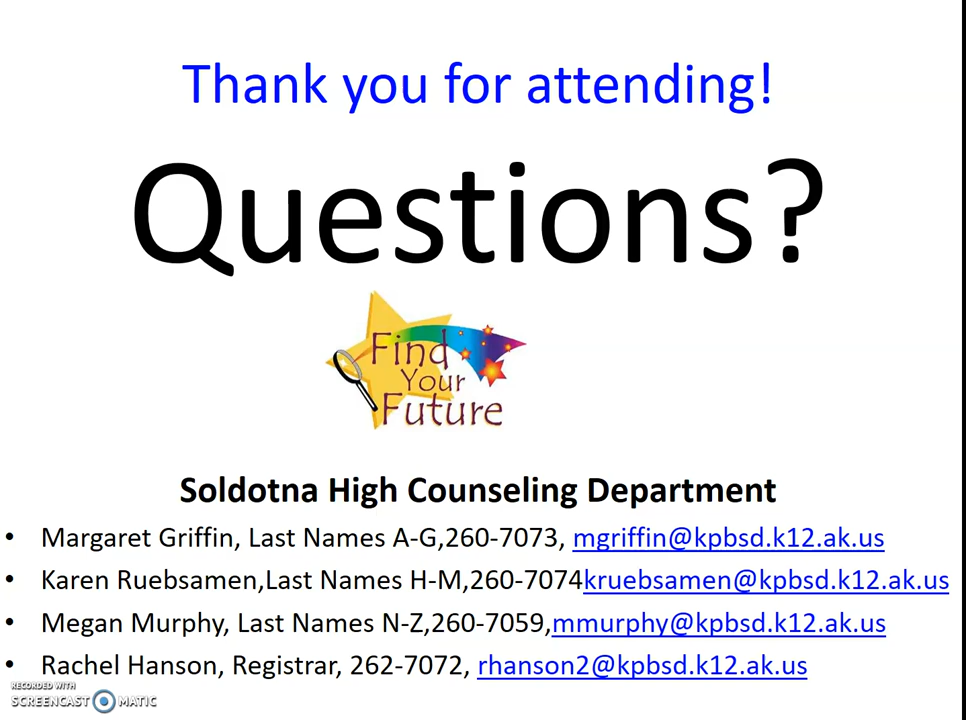 Thank you for attending!
Questions?
Find
Your
Future
Soldotna High Counseling Department
• Margaret Griffin, Last Names A-G,260-7073, mgriffin@kpbsd.k12.ak.us
• Karen Ruebsamen,Last Names H-M,260-7074kruebsamen@kpbsd.k12.ak.us
• Megan Murphy, Last Names N-Z,260-7059,mmurphy@kpbsd.k12.ak.us
• Rachel Hanson, Registrar, 262-7072, rhanson2@kpbsd.k12.ak.us
RECORDED WITH
SCREENCAST MATIC